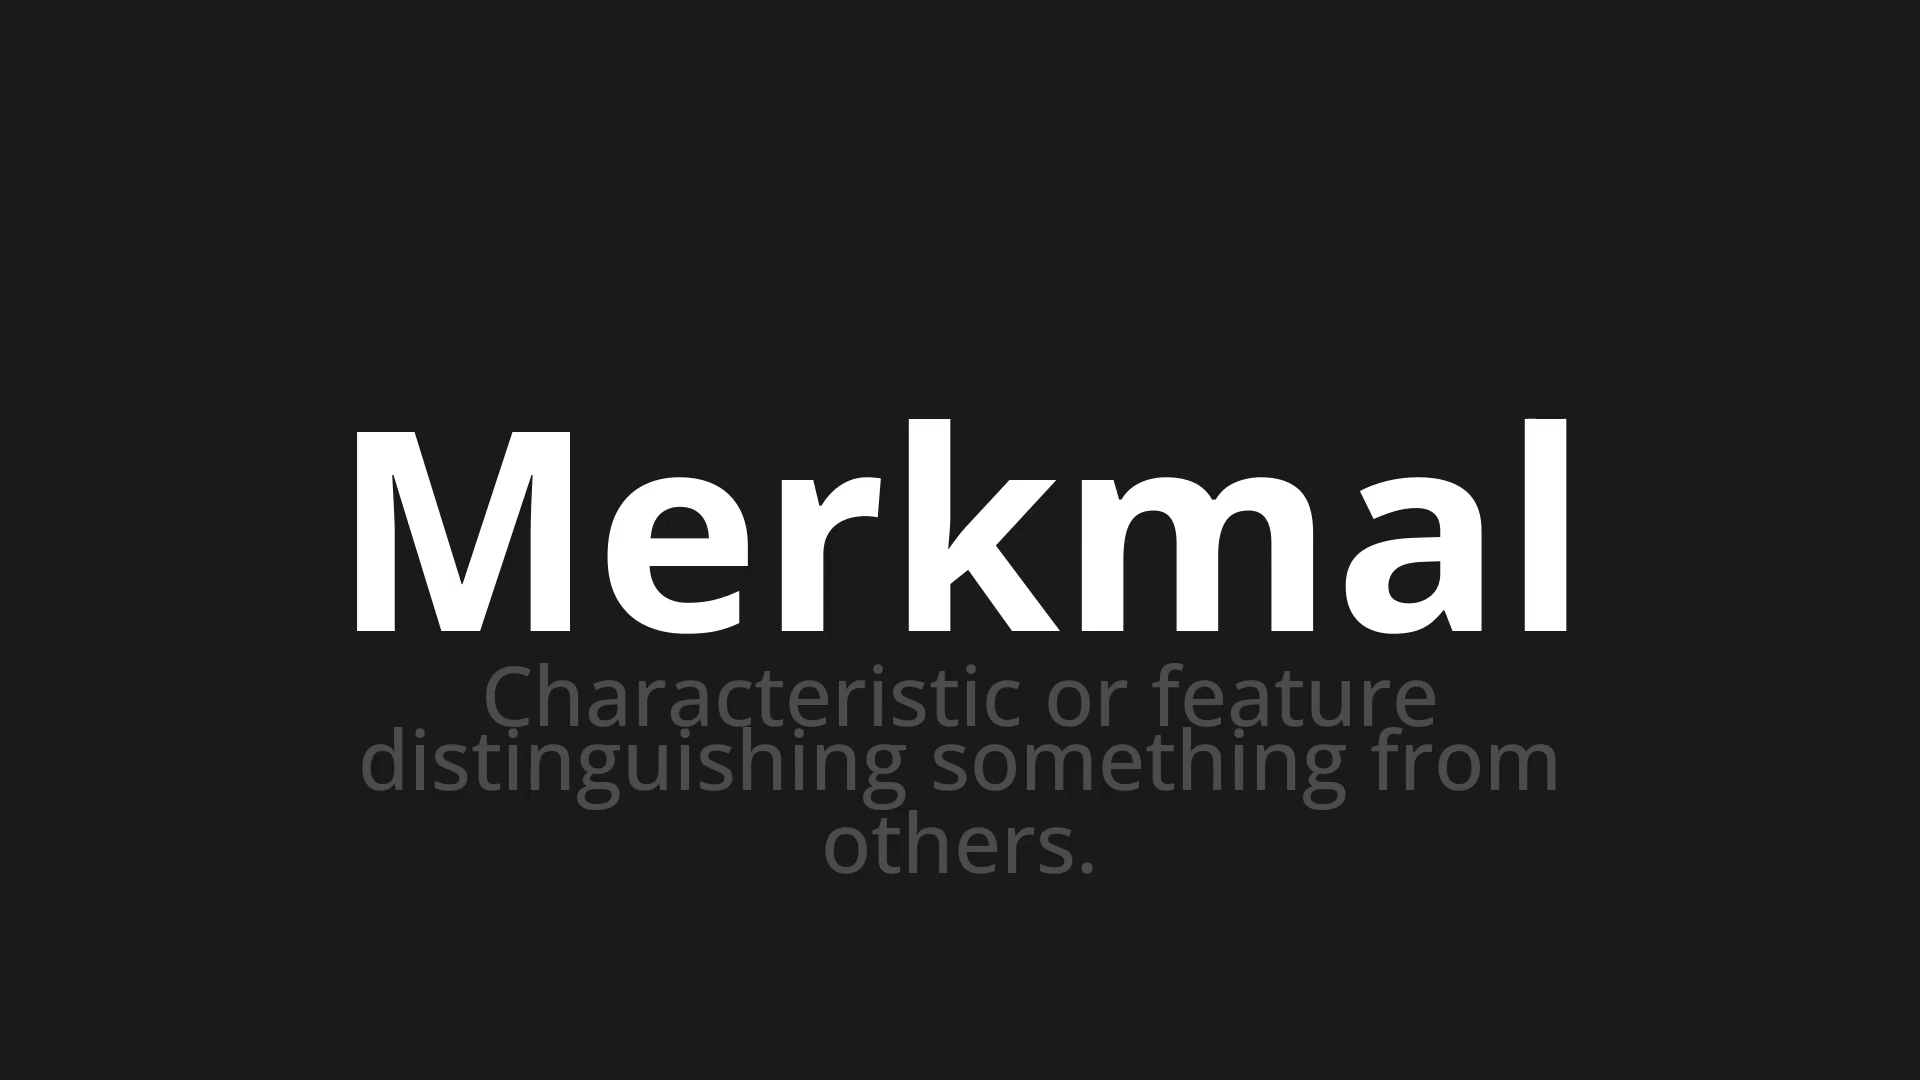 Merkmal
Characteristic or feature
distinguishing something from
others.